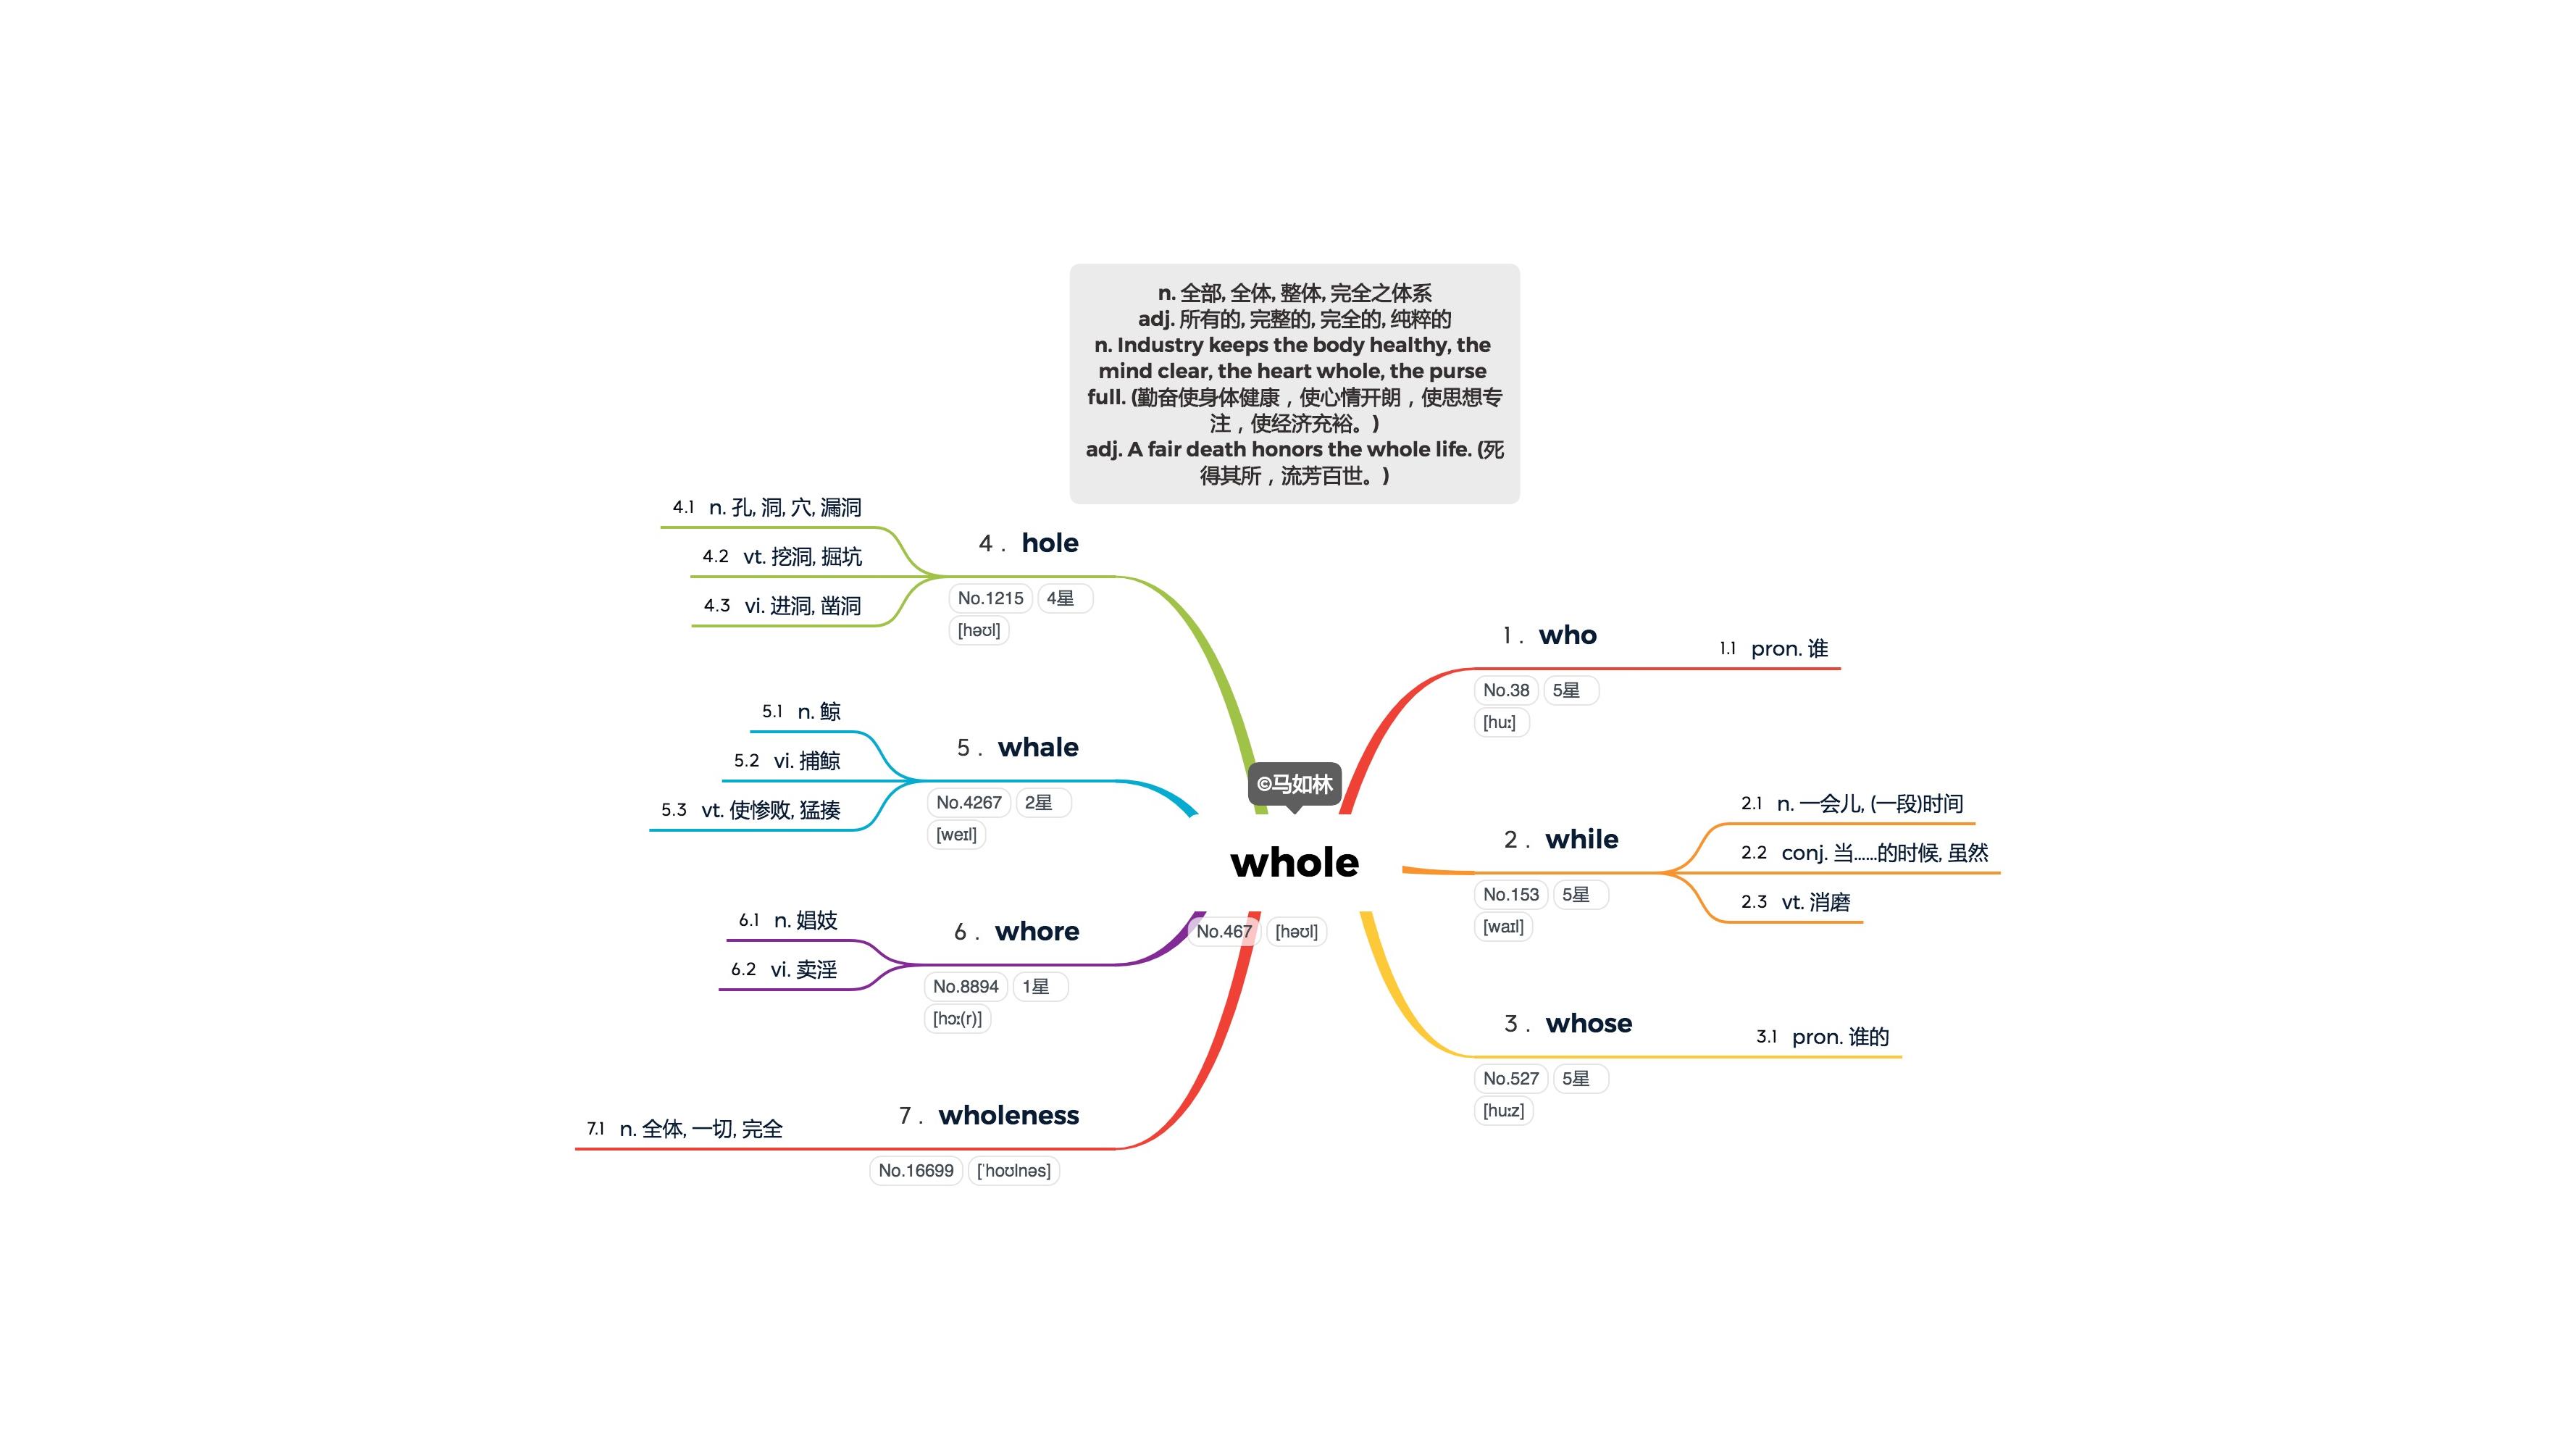 n. 全部, 全体, 整体, 完全之体系
adj. 所有的, 完整的, 完全的, 纯粹的
n. Industry keeps the body healthy, the
mind clear, the heart whole, the purse
full. (勤奋使身体健康，使心情开朗，使思想专
注，使经济充裕。)
adj. A fair death honors the whole life. (死
得其所，流芳百世。)
©马如林
whole
No.467 [həʊl]
1. who
No.38 5星
[huː]
1.1 pron. 谁
2. while
No.153 5星
[waɪl]
2.1 n. 一会儿, (一段)时间
2.2 conj. 当……的时候, 虽然
2.3 vt. 消磨
3. whose
No.527 5星
[huːz]
3.1 pron. 谁的
4. hole
No.1215 4星
[həʊl]
4.1 n. 孔, 洞, 穴, 漏洞
4.2 vt. 挖洞, 掘坑
4.3 vi. 进洞, 凿洞
5. whale
No.4267 2星
[weɪl]
5.1 n. 鲸
5.2 vi. 捕鲸
5.3 vt. 使惨败, 猛揍
6. whore
No.8894 1星
[hɔː(r)]
6.1 n. 娼妓
6.2 vi. 卖淫
7. wholeness
No.16699 [ˈhoʊlnəs]
7.1 n. 全体, 一切, 完全